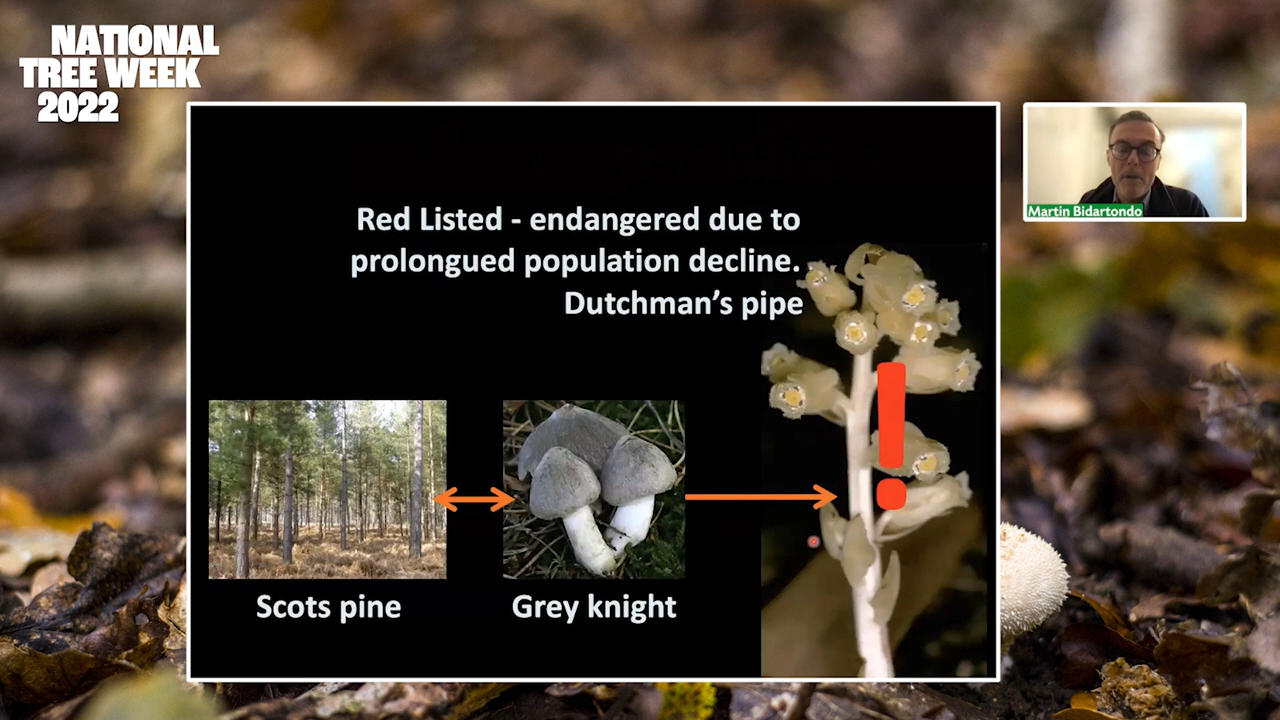 NATIONAL
TREE WEEK
2022
Martin Bidartondo
Red Listed - endangered due to
prolongued population decline.
Dutchman’s pipe
Scots pine
Grey knight